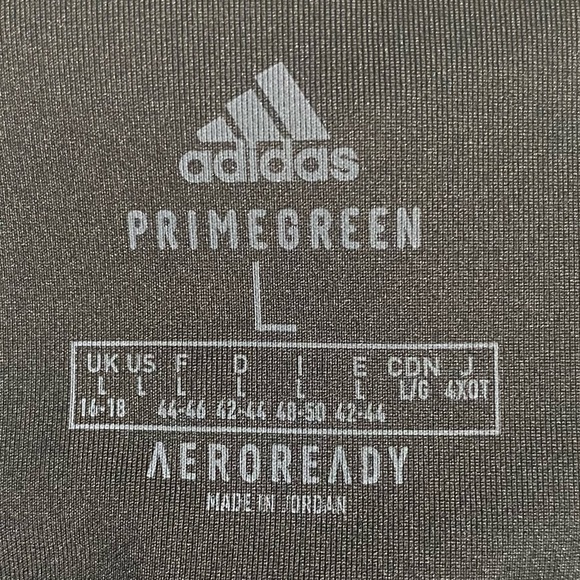 adidas
PRIMEGREEN
L
UK US F D I E CDN J
L L L L L L L/G 4XOT
16-18 44-46 42-44 48-50 42-44
AEROREADY
MADE IN JORDAN